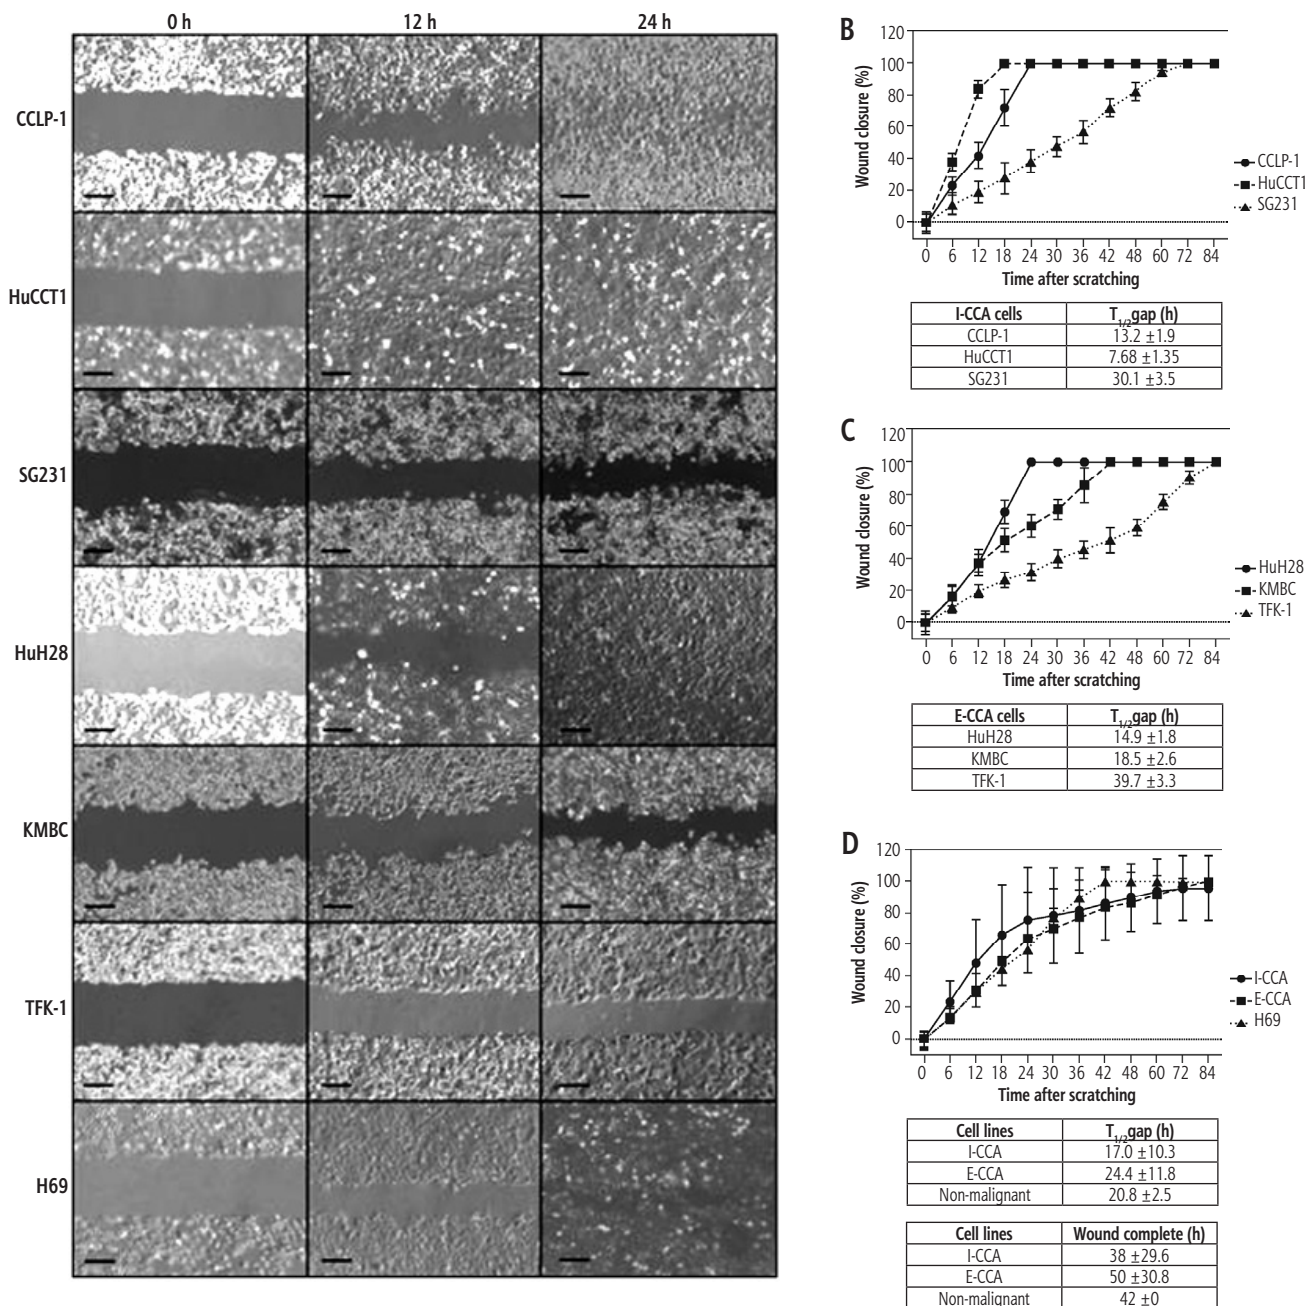 0 h 12 h 24 h
CCLP-1
HuCCT1
SG231
HuH28
KMBC
TFK-1
H69
B
120
100
80
60
40
20
0
Wound closure (%)
0 6 12 18 24 30 36 42 48 60 72 84
Time after scratching
CCLP-1
HuCCT1
SG231
I-CCA cells T1/2gap (h)
CCLP-1 13.2 ±1.9
HuCCT1 7.68 ±1.35
SG231 30.1 ±3.5
C
120
100
80
60
40
20
0
Wound closure (%)
0 6 12 18 24 30 36 42 48 60 72 84
Time after scratching
HuH28
KMBC
TFK-1
E-CCA cells T1/2gap (h)
HuH28 14.9 ±1.8
KMBC 18.5 ±2.6
TFK-1 39.7 ±3.3
D
120
100
80
60
40
20
0
Wound closure (%)
0 6 12 18 24 30 36 42 48 60 72 84
Time after scratching
I-CCA
E-CCA
H69
Cell lines T1/2gap (h)
I-CCA 17.0 ±10.3
E-CCA 24.4 ±11.8
Non-malignant 20.8 ±2.5
Cell lines Wound complete (h)
I-CCA 38 ±29.6
E-CCA 50 ±30.8
Non-malignant 42 ±0